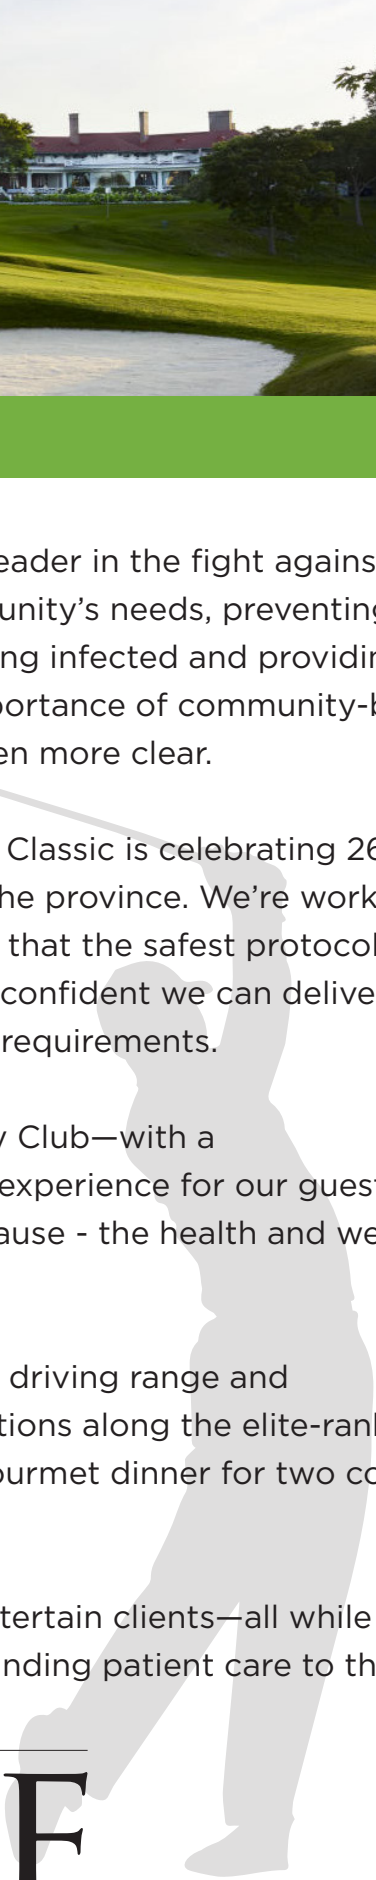 eader in the fight agains
unity's needs, preventing
ng infected and providin
portance of community-b
en more clear.
Classic is celebrating 26
he province. We're work
that the safest protocol
confident we can delive
requirements.
y Club—with a
experience for our guest
ause - the health and we
driving range and
tions along the elite-rank
ourmet dinner for two co
tertain clients—all while
nding patient care to th
F